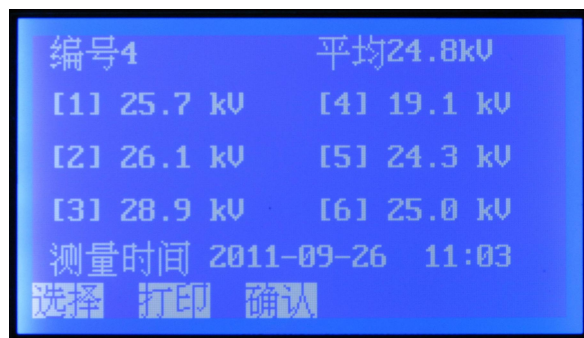 编号4 平均24.8kV
[1] 25.7 kV [4] 19.1 kV
[2] 26.1 kV [5] 24.3 kV
[3] 28.9 kV [6] 25.0 kV
测量时间 2011-09-26 11:03
选择 打印 确认